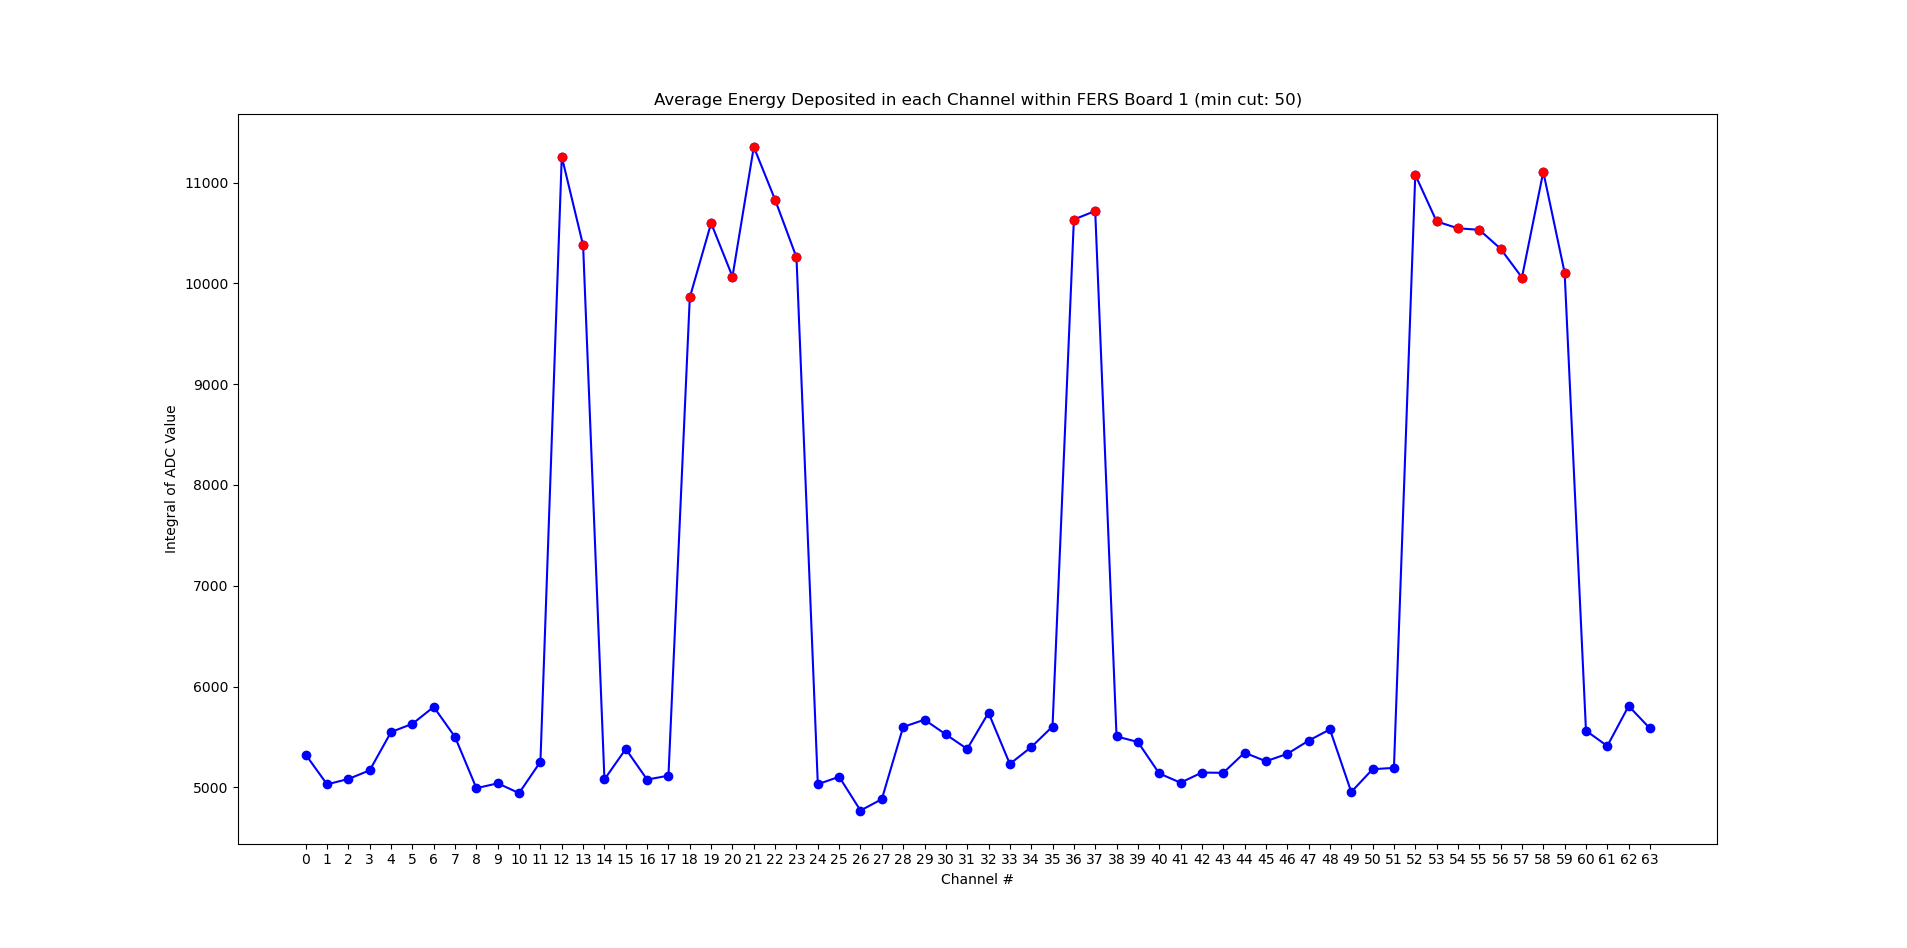 Average Energy Deposited in each Channel within FERS Board 1 (min cut: 50)
11000
10000
9000
8000
7000
6000
5000
Integral of ADC Value
0 1 2 3 4 5 6 7 8 9 10 11 12 13 14 15 16 17 18 19 20 21 22 23 24 25 26 27 28 29 30 31 32 33 34 35 36 37 38 39 40 41 42 43 44 45 46 47 48 49 50 51 52 53 54 55 56 57 58 59 60 61 62 63
Channel #